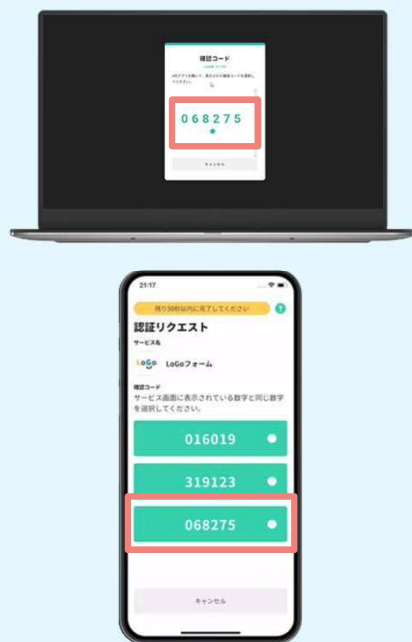 確認コード
068275
キャンセル
21:17
残り50秒以内に完了してください
?
認証リクエスト
サービス名
LoGo LoGoフォーム
確認コード
サービス画面に表示されている数字と同じ数字
を選択してください。
016019
319123
068275
キャンセル